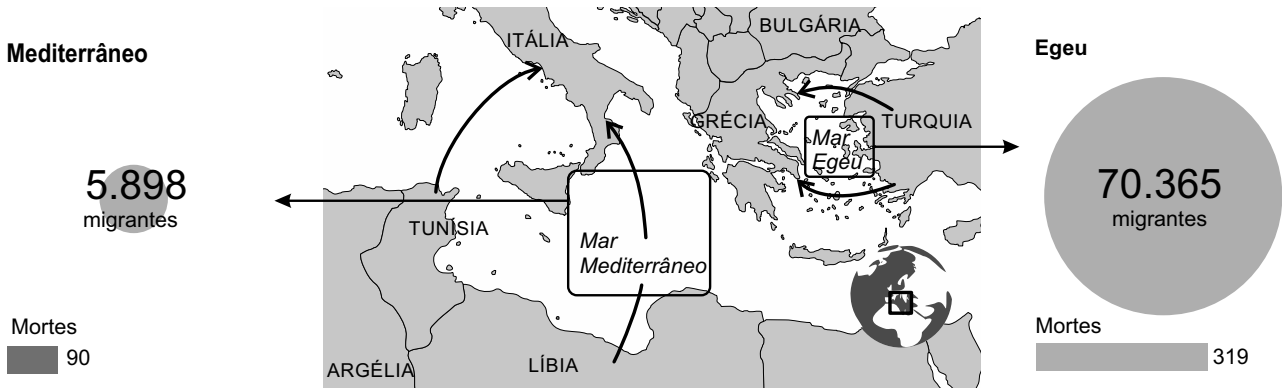 Mediterrâneo
5.898
migrantes
Mortes
90
ITÁLIA
BULGÁRIA
GRÉCIA
TURQUIA
Mar
Egeu
TUNÍSIA
Mar
Mediterrâneo
ARGÉLIA
LÍBIA
Egeu
70.365
migrantes
Mortes
319